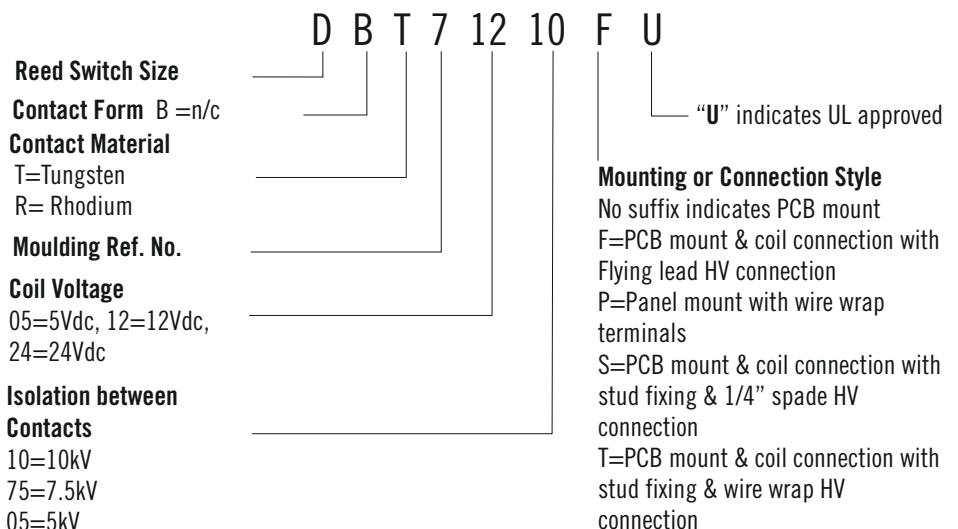 D B T 7 12 10 F U
Reed Switch Size
Contact Form B =n/c
Contact Material
T=Tungsten
R= Rhodium
Moulding Ref. No.
Coil Voltage
05=5Vdc, 12=12Vdc,
24=24Vdc
Isolation between
Contacts
10=10kV
75=7.5kV
05=5kV
“U” indicates UL approved
Mounting or Connection Style
No suffix indicates PCB mount
F=PCB mount & coil connection with
Flying lead HV connection
P=Panel mount with wire wrap
terminals
S=PCB mount & coil connection with
stud fixing & 1/4” spade HV
connection
T=PCB mount & coil connection with
stud fixing & wire wrap HV
connection